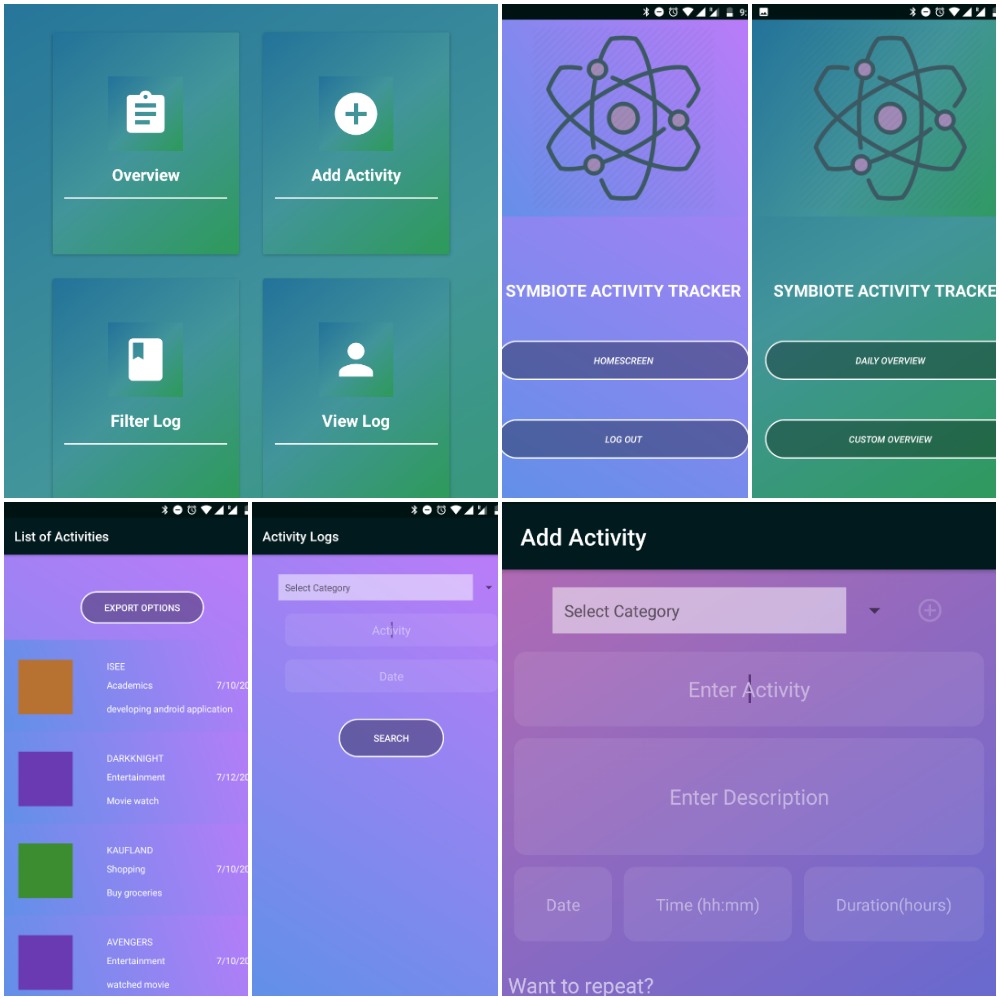 Overview
Add Activity
Filter Log
View Log
9:
SYMBIOTE ACTIVITY TRACKER
HOMESCREEN
LOG OUT
SYMBIOTE ACTIVITY TRACKE
DAILY OVERVIEW
CUSTOM OVERVIEW
List of Activities
EXPORT OPTIONS
ISEE
Academics 7/10/20
developing android application
DARKKNIGHT
Entertainment 7/12/20
Movie watch
KAUFLAND
Shopping 7/10/20
Buy groceries
AVENGERS
Entertainment 7/10/20
watched movie
Activity Logs
Select Category
Activity
Date
SEARCH
Add Activity
Select Category
Enter Activity
Enter Description
Date Time (hh:mm) Duration(hours)
Want to repeat?